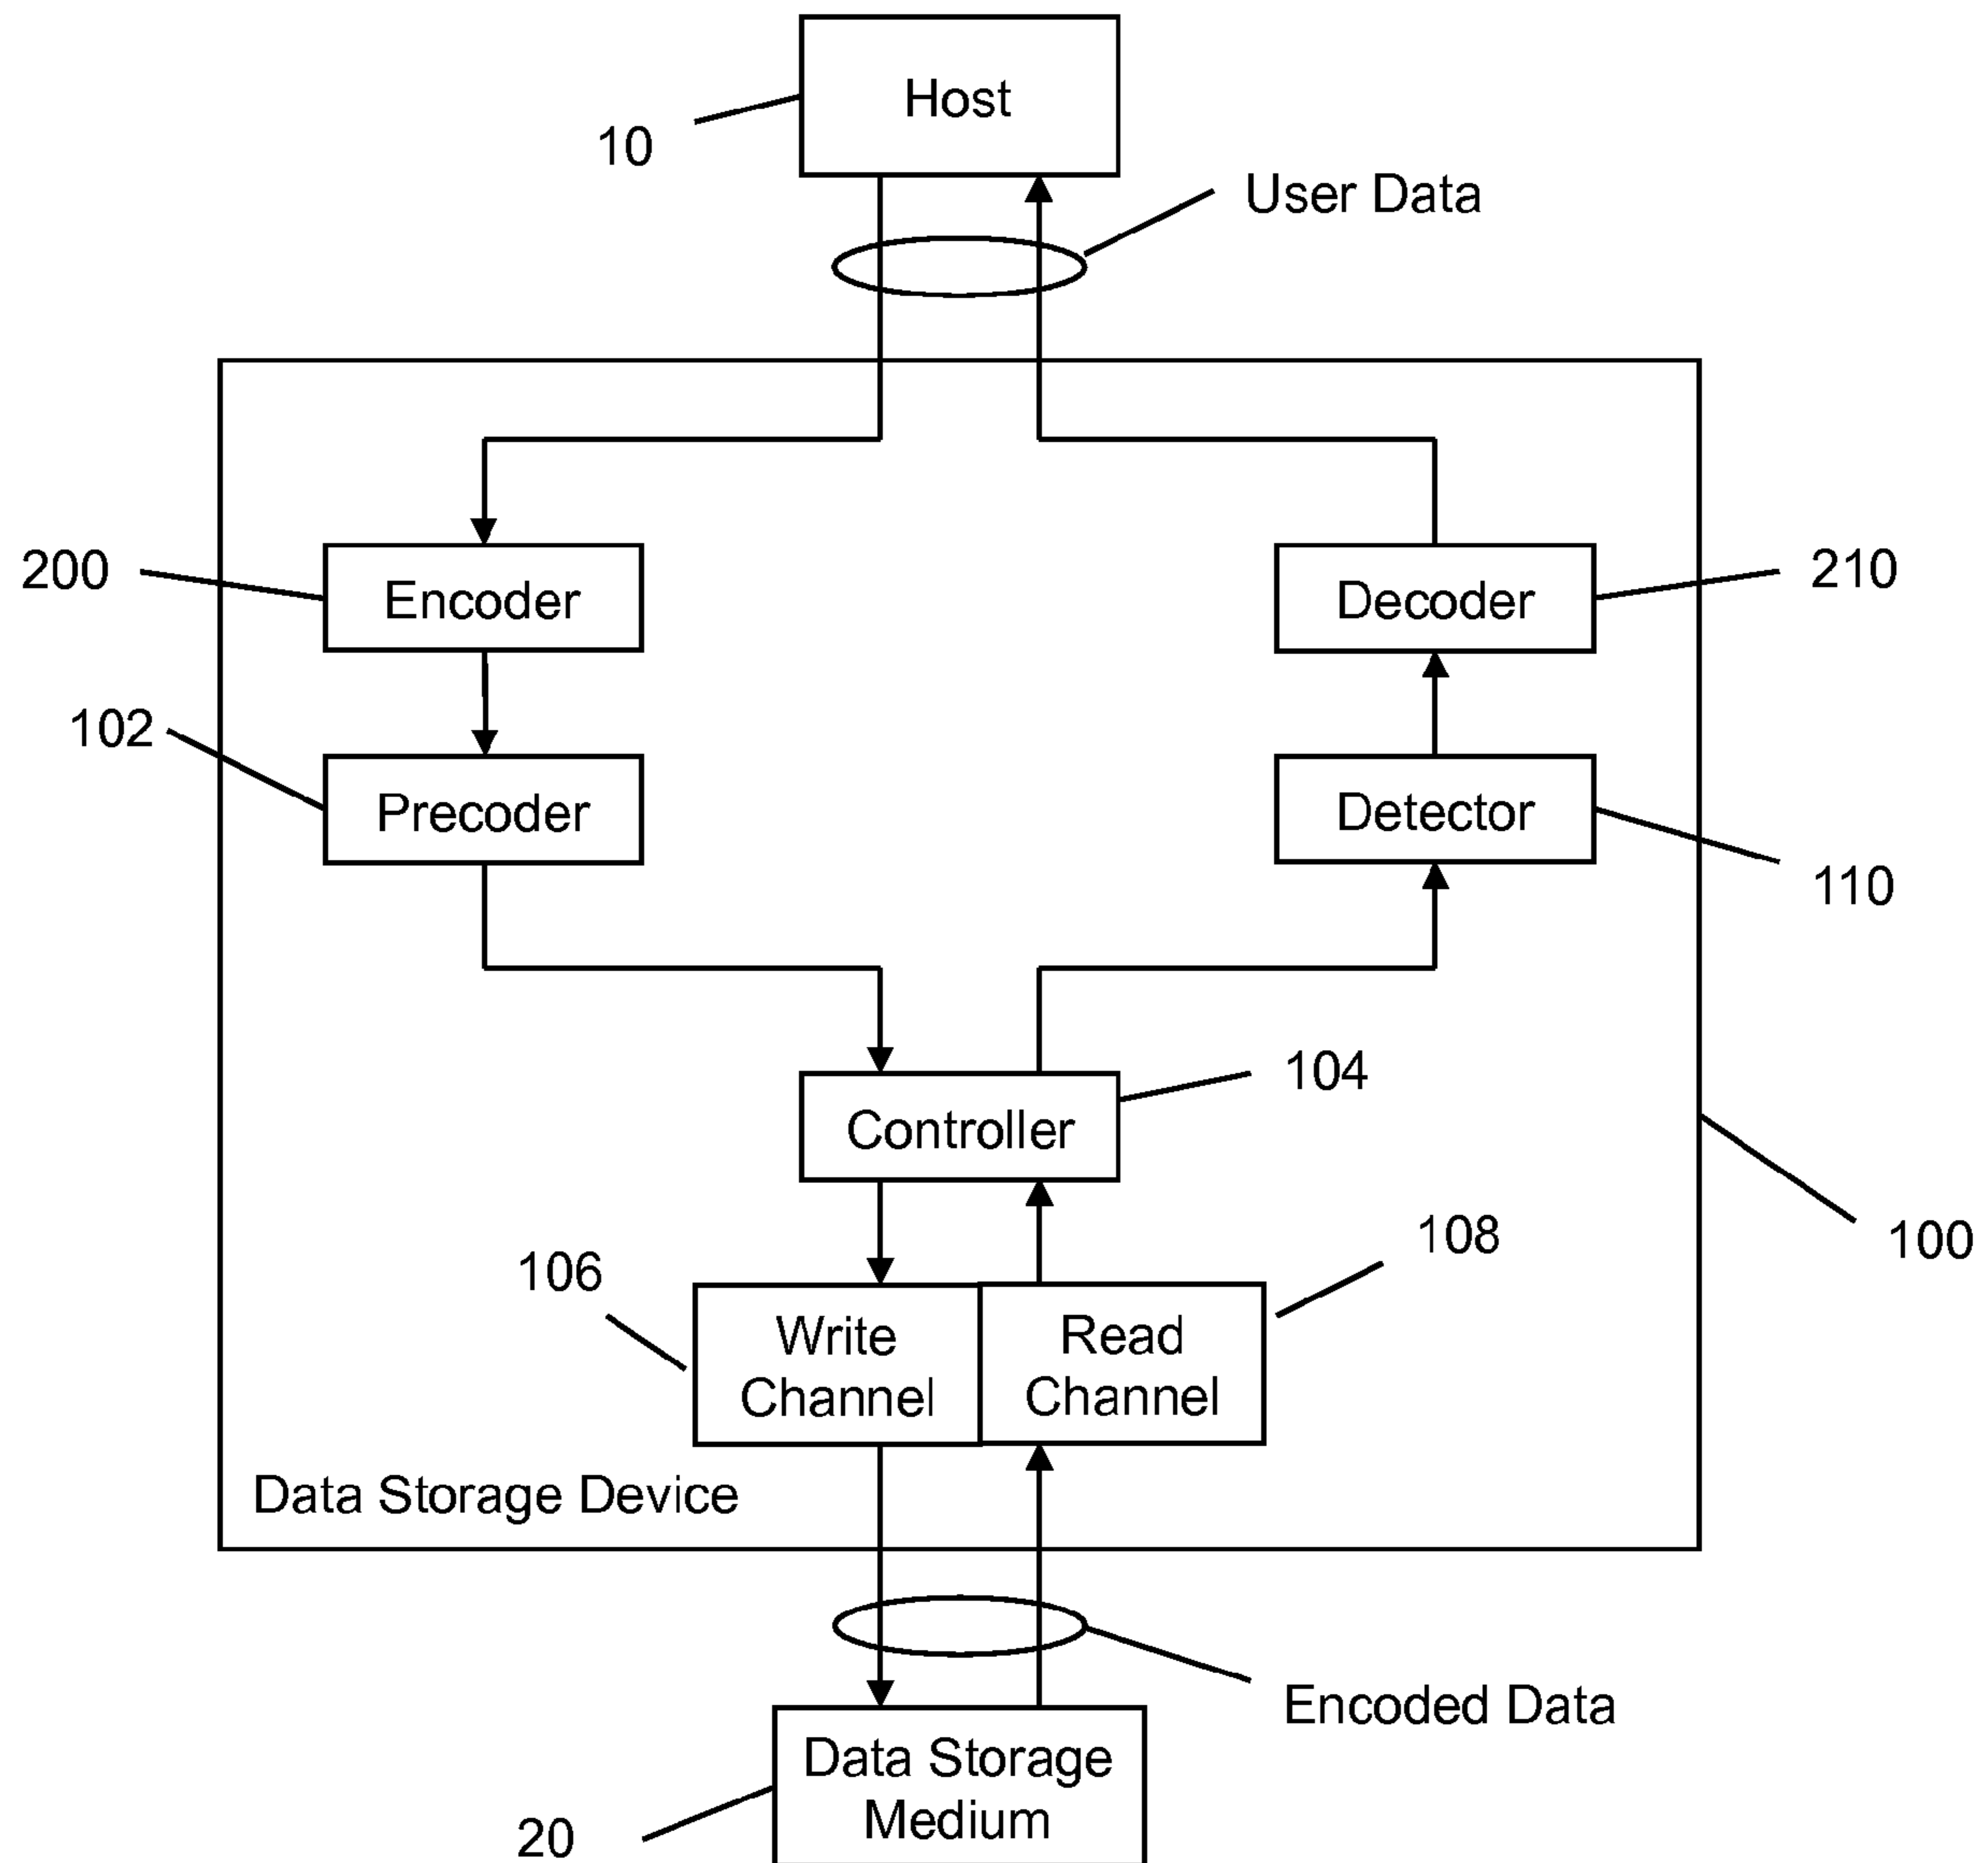 Host
10
User Data
200
Encoder
Decoder
210
102
Precoder
Detector
110
104
Controller
100
106
108
Write
Channel
Read
Channel
Data Storage Device
Encoded Data
Data Storage
Medium
20